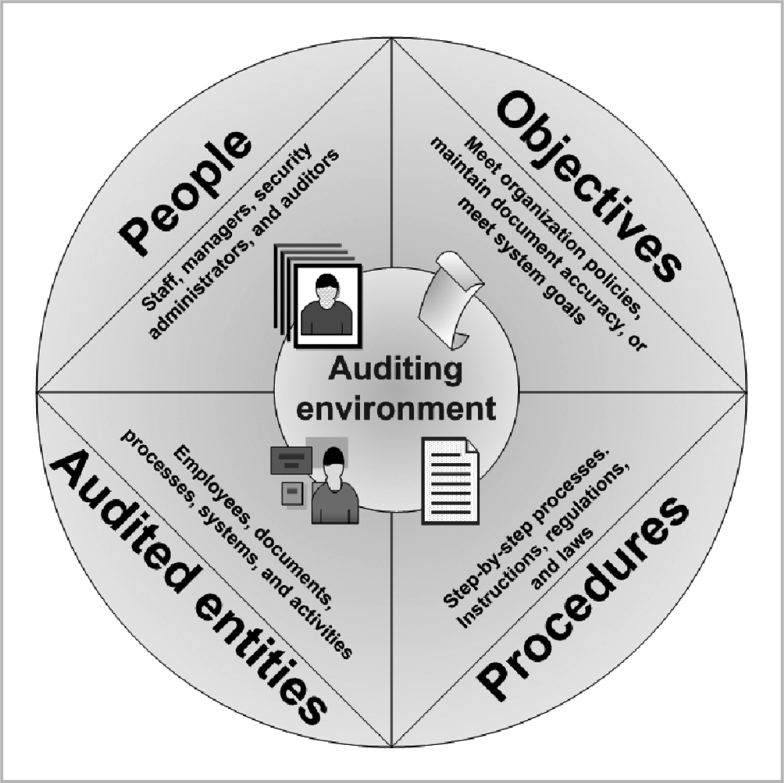 People
Staff, managers, security
administrators, and auditors
Objectives
Meet organization policies,
maintain document accuracy, or
meet system goals
Auditing
environment
Audited entities
Employees, documents,
processes, systems, and activities
Procedures
Step-by-step processes.
Instructions, regulations,
and laws